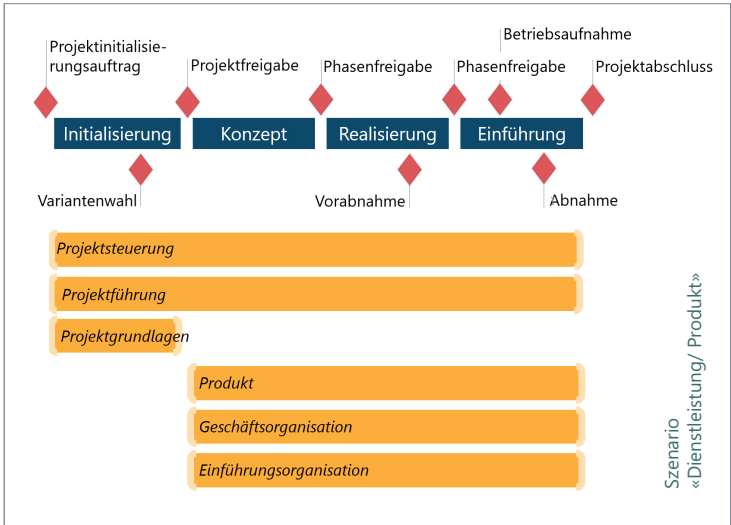 Betriebsaufnahme
Projektinitialisie-
rungsauftrag
Projektfreigabe
Phasenfreigabe
Phasenfreigabe
Projektabschluss
Initialisierung
Konzept
Realisierung
Einführung
Variantenwahl
Vorabnahme
Abnahme
Projektsteuerung
Projektführung
Projektgrundlagen
Produkt
Geschäftsorganisation
Einführungsorganisation
Szenario
«Dienstleistung/ Produkt»